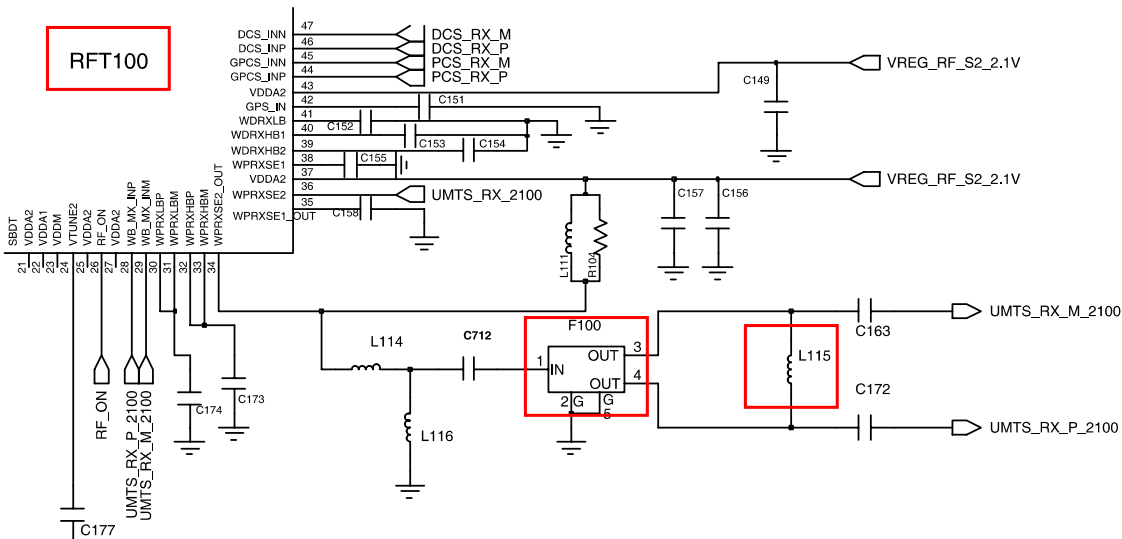 RFT100
DCS_INN 47 DCS_RX_M
DCS_INP 46 DCS_RX_P
GPCS_INN 45 PCS_RX_M
GPCS_INP 44 PCS_RX_P
VDDA2 43 C149 VREG_RF_S2_2.1V
GPS_IN 42 C151
WDRXLB 41 C152
WDRXHB1 40 C153 C154
WDRXHB2 39
WPRXSE1 38 C155
VDDA2 37 VREG_RF_S2_2.1V
WPRXSE2 36 UMTS_RX_2100 C157 C156
WPRXSE1_OUT 35 C158
SBDT
VDDA2
VDDA1
VDDM
VTUNE2
VDDA2
RF_ON
VDDA2
WB_MX_INP
WB_MX_INM
WPRXLBP
WPRXLBM
WPRXHBP
WPRXHBM
WPRXSE2_OUT
21 22 23 24 25 26 27 28 29 30 31 32 33 34
L111 R104
UMTS_RX_M_2100
F100
C163
L114 C712
1 IN OUT 3
OUT 4
2 G G 5
L115
C172
C174 C173
L116
UMTS_RX_P_2100
RF_ON
UMTS_RX_P_2100
UMTS_RX_M_2100
C177